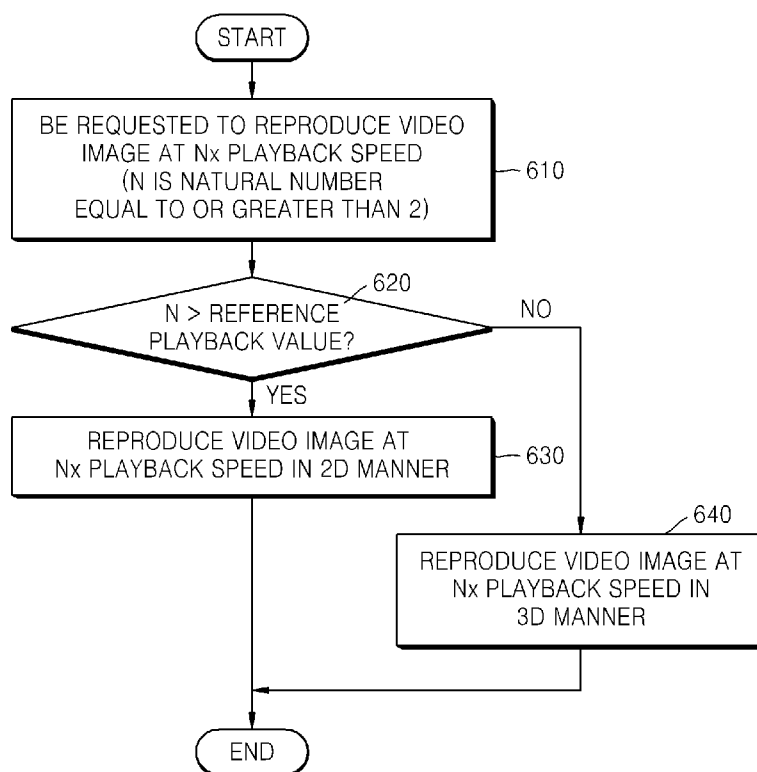 START
BE REQUESTED TO REPRODUCE VIDEO
IMAGE AT Nx PLAYBACK SPEED
(N IS NATURAL NUMBER
EQUAL TO OR GREATER THAN 2)
610
620
N > REFERENCE
PLAYBACK VALUE?
NO
YES
REPRODUCE VIDEO IMAGE AT
Nx PLAYBACK SPEED IN 2D MANNER
630
640
REPRODUCE VIDEO IMAGE AT
Nx PLAYBACK SPEED IN
3D MANNER
END